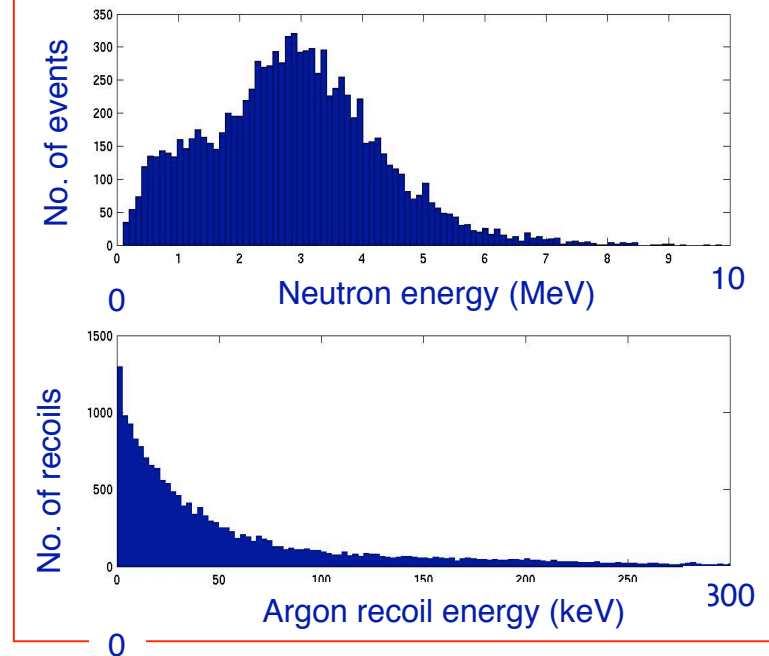 350
300
250
200
150
100
50
0
No. of events
0 1 2 3 4 5 6 7 8 9
0 Neutron energy (MeV) 10
1500
1000
500
0
No. of recoils
0 50 100 150 200 250 300
Argon recoil energy (keV)
0